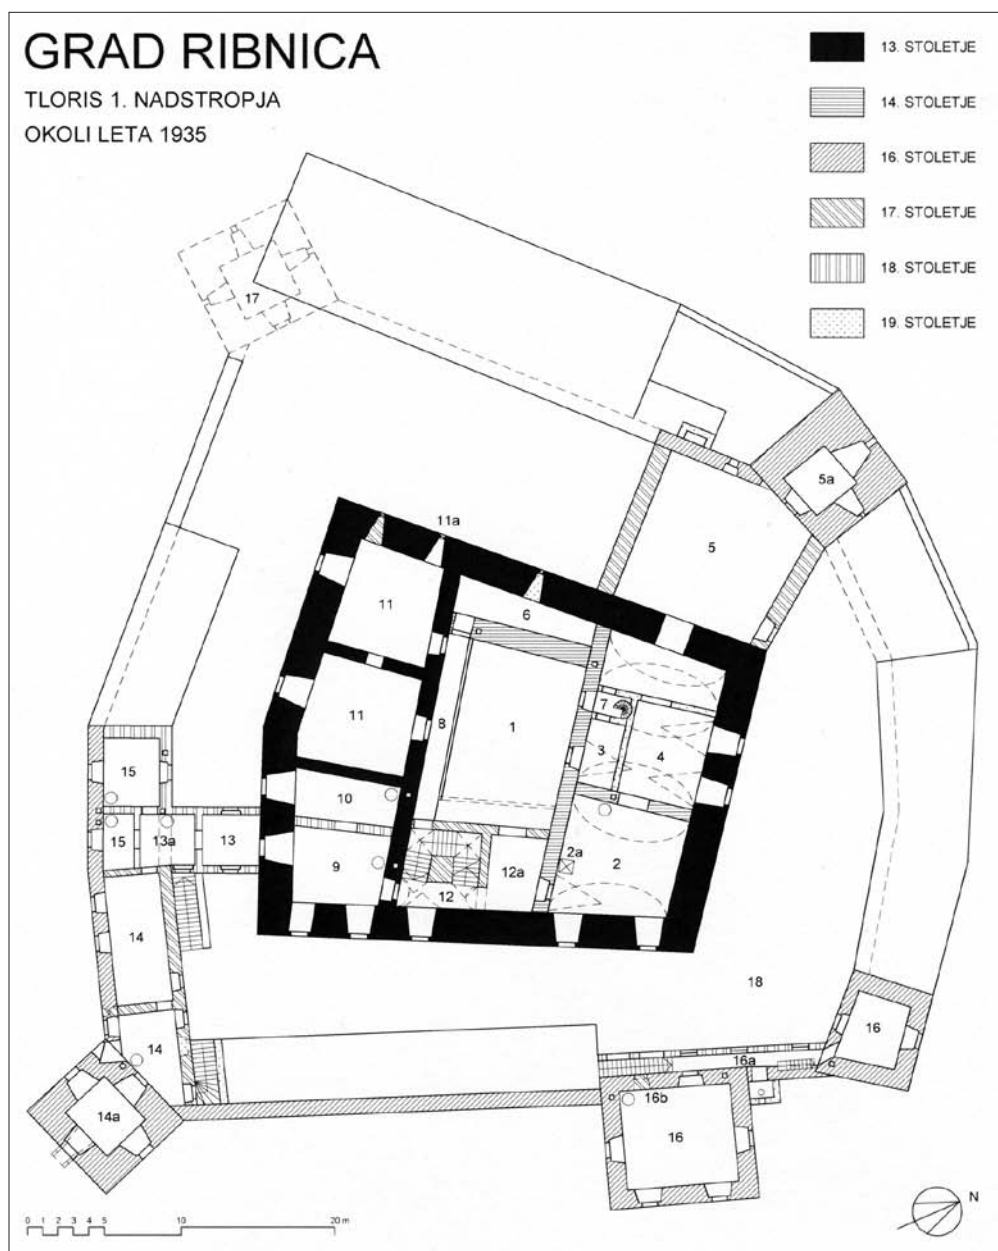 GRAD RIBNICA
TLORIS 1. NADSTROPJA
OKOLI LETA 1935
13. STOLETJE
14. STOLETJE
16. STOLETJE
17. STOLETJE
18. STOLETJE
19. STOLETJE
17
5a
11a
5
11
6
11
8
1
7
3
4
15
10
15
13a
13
9
12
12a
2a
2
14
18
14
16
16a
14a
16b
16
N
0 1 2 3 4 5 10 20 m